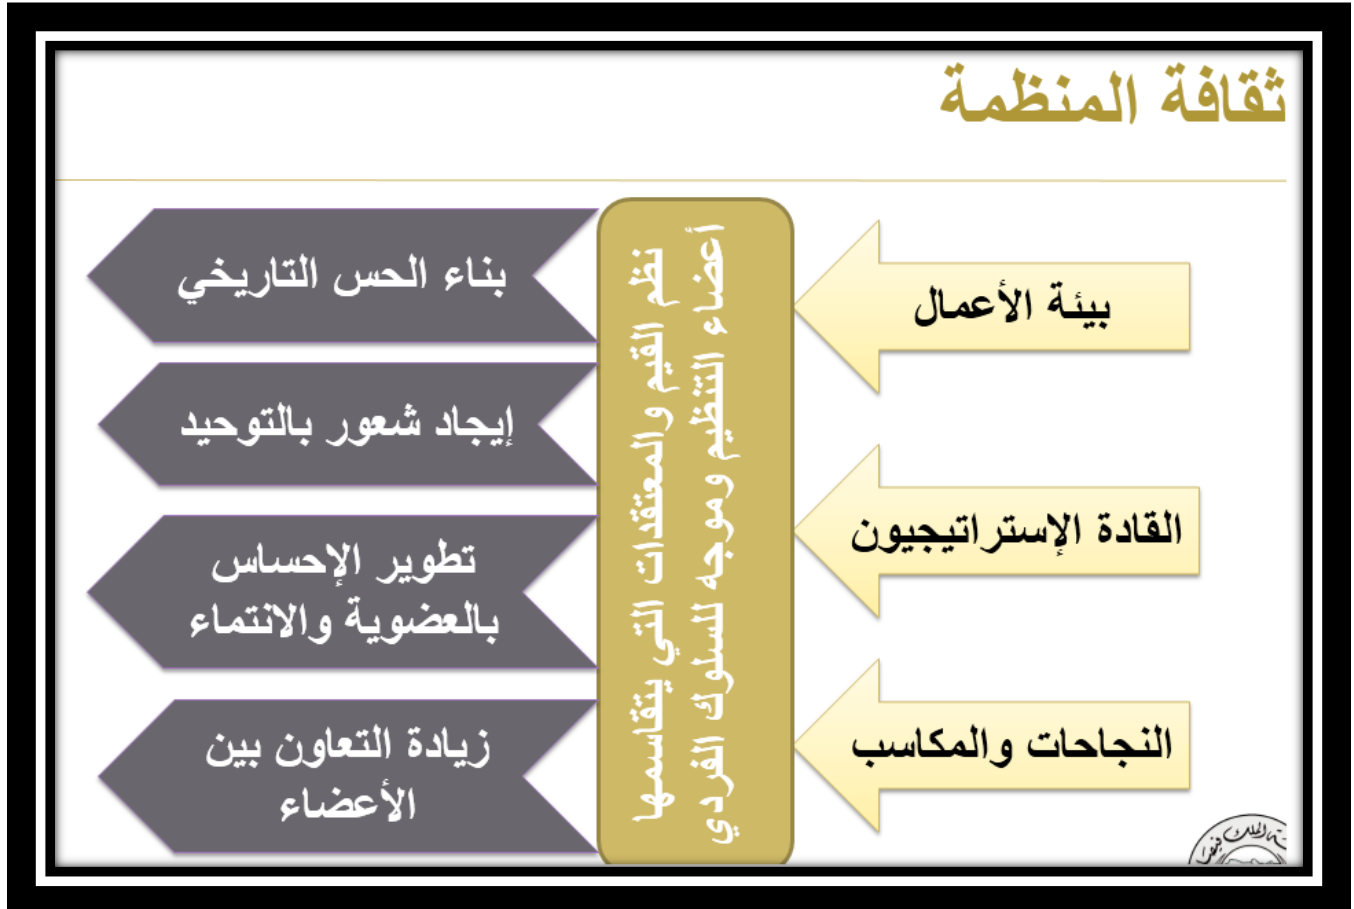 ثقافة المنظمة
بيئة الأعمال
القادة الإستراتيجيون
النجاحات والمكاسب
نظم القيم والمعتقدات التي يتقاسمها
أعضاء التنظيم وموجه للسلوك الفردي
بناء الحس التاريخي
إيجاد شعور بالتوحيد
تطوير الإحساس
بالعضوية والانتماء
زيادة التعاون بين
الأعضاء
الملك